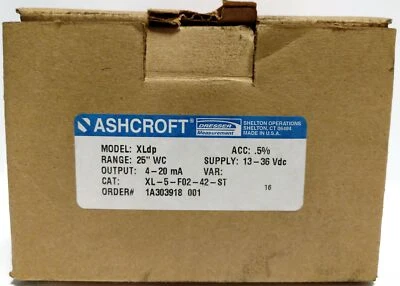 ASHCROFT
DRESSER
Measurement
SHELTON OPERATIONS
SHELTON, CT 06484
MADE IN U.S.A.
MODEL: XLdp ACC: .5%
RANGE: 25" WC SUPPLY: 13-36 Vdc
OUTPUT: 4-20 mA VAR:
CAT: XL-5-F02-42-ST
ORDER# 1A303918 001
16